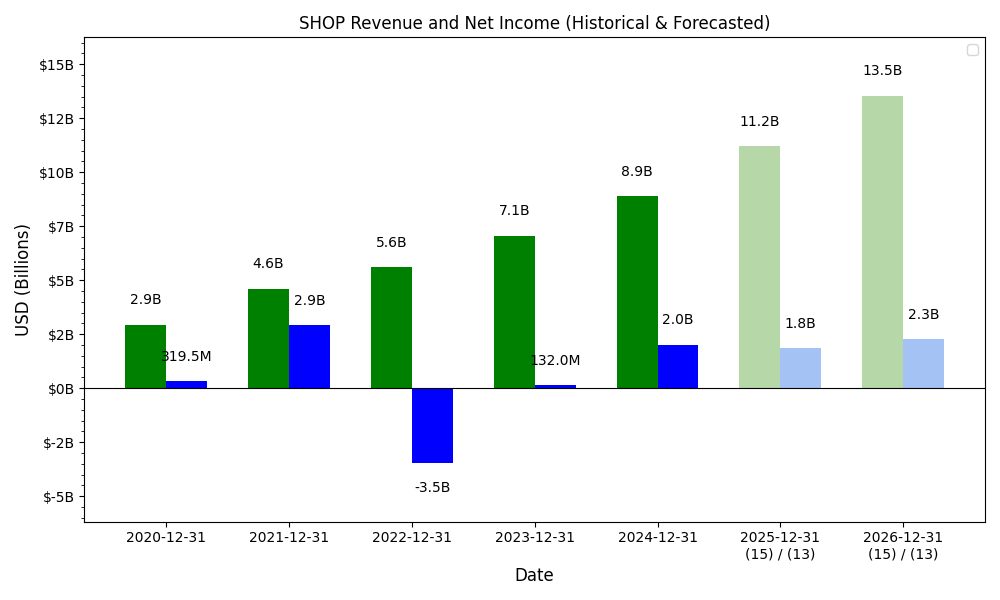 SHOP Revenue and Net Income (Historical & Forecasted)
USD (Billions)
$15B
$12B
$10B
$7B
$5B
$2B
$0B
$-2B
$-5B
2.9B
319.5M
4.6B
2.9B
5.6B
-3.5B
7.1B
132.0M
8.9B
2.0B
11.2B
1.8B
13.5B
2.3B
2020-12-31
2021-12-31
2022-12-31
2023-12-31
2024-12-31
2025-12-31
(15) / (13)
2026-12-31
(15) / (13)
Date